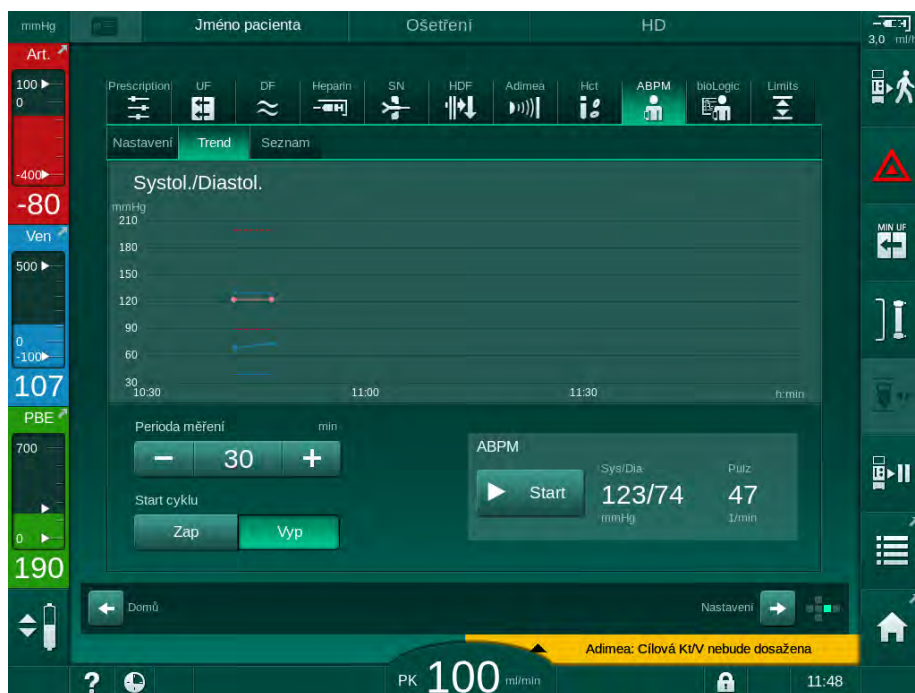 mmHg
Jméno pacienta
Ošetření
HD
3,0 ml/h
Art.
100
0
-400
-80
Ven
500
0
-100
107
PBE
700
0
190
Prescription
UF
DF
Heparin
SN
HDF
Adimea
Hct
ABPM
bioLogic
Limits
Nastavení
Trend
Seznam
Systol./Diastol.
mmHg
210
180
150
120
90
60
30
10:30
11:00
11:30
h:min
Perioda měření
min
30
Start cyklu
Zap
Vyp
ABPM
Start
Sys/Dia
123/74
mmHg
Pulz
47
1/min
MIN UF
Domů
Nastavení
Adimea: Cílová Kt/V nebude dosažena
?
PK 100 ml/min
11:48